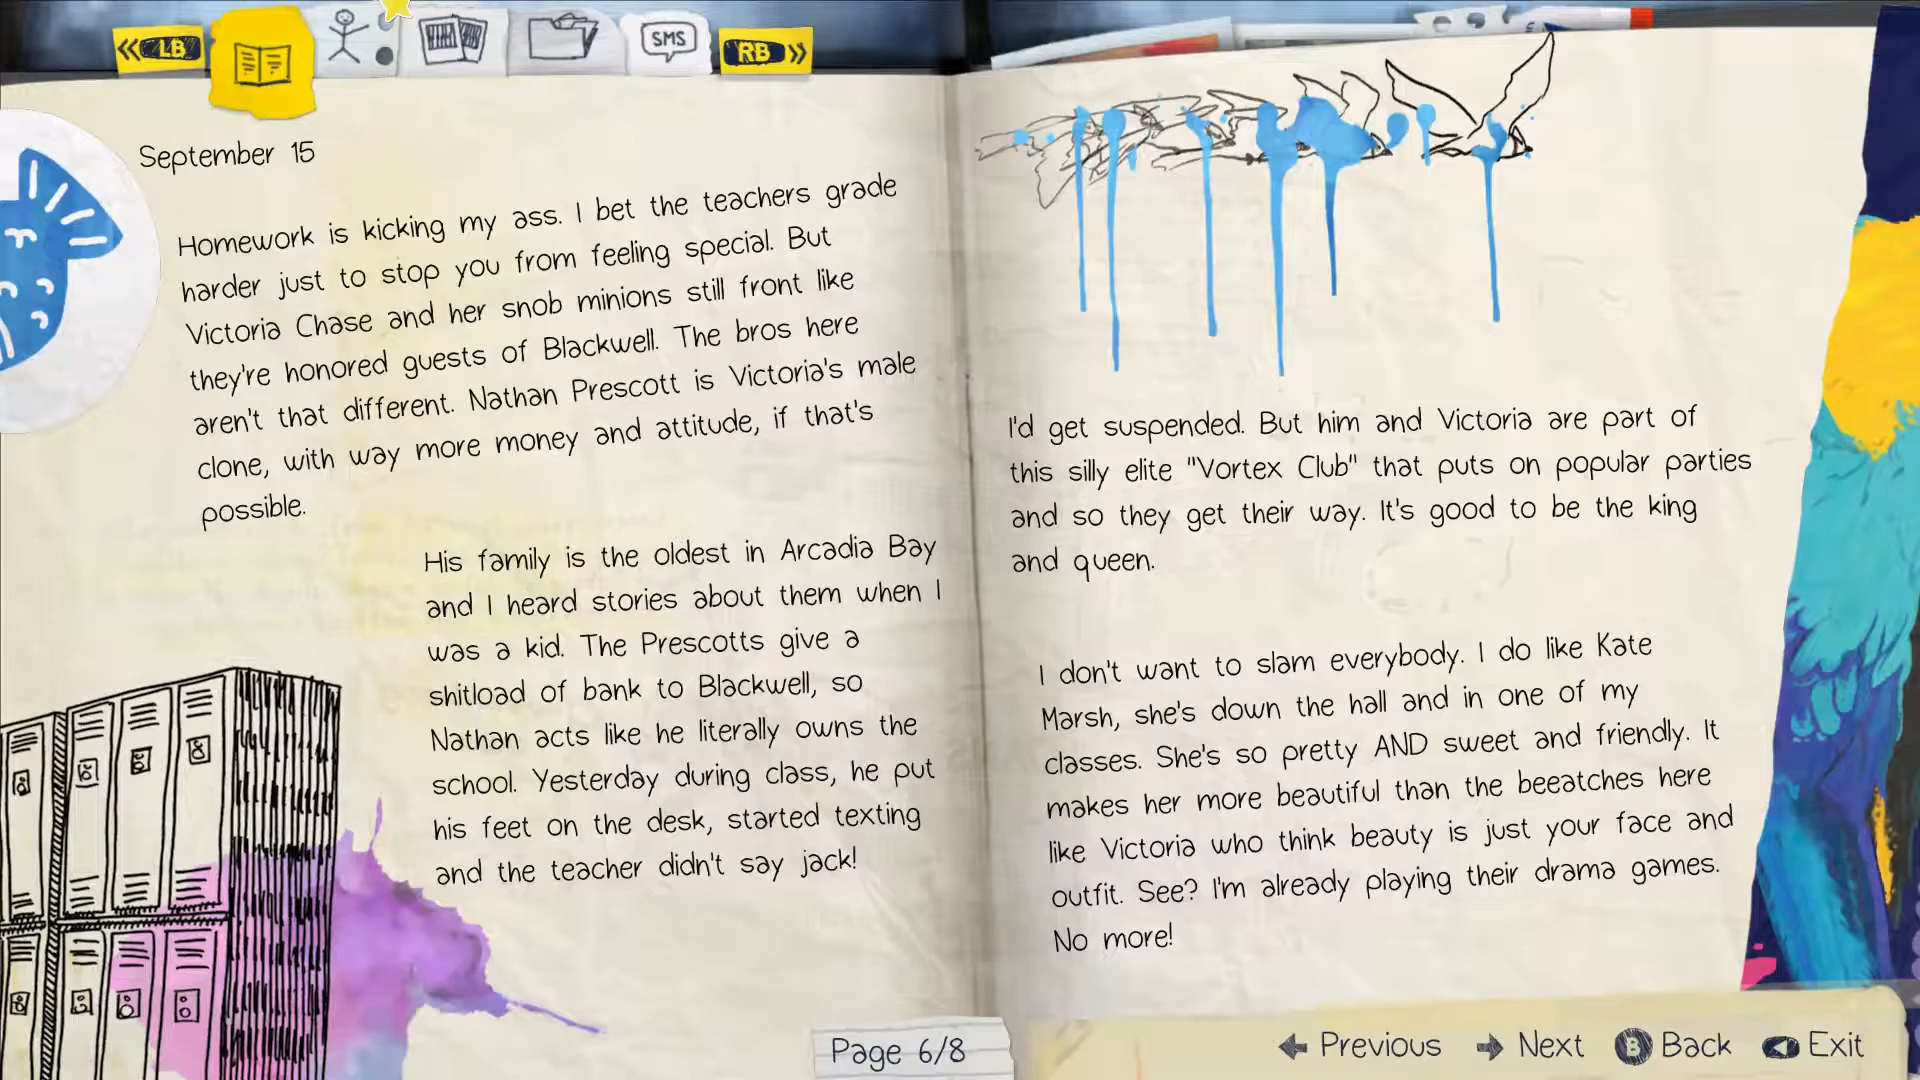 LB
SMS
RB
September 15
Homework is kicking my ass. I bet the teachers grade
harder just to stop you from feeling special. But
Victoria Chase and her snob minions still front like
they're honored guests of Blackwell. The bros here
aren't that different. Nathan Prescott is Victoria's male
clone, with way more money and attitude, if that's
possible.
His family is the oldest in Arcadia Bay
and I heard stories about them when I
was a kid. The Prescotts give a
shitload of bank to Blackwell, so
Nathan acts like he literally owns the
school. Yesterday during class, he put
his feet on the desk, started texting
and the teacher didn't say jack!
I'd get suspended. But him and Victoria are part of
this silly elite "Vortex Club" that puts on popular parties
and so they get their way. It's good to be the king
and queen.
I don't want to slam everybody. I do like Kate
Marsh, she's down the hall and in one of my
classes. She's so pretty AND sweet and friendly. It
makes her more beautiful than the beeatches here
like Victoria who think beauty is just your face and
outfit. See? I'm already playing their drama games.
No more!
Page 6/8
Previous
Next
B Back
Exit